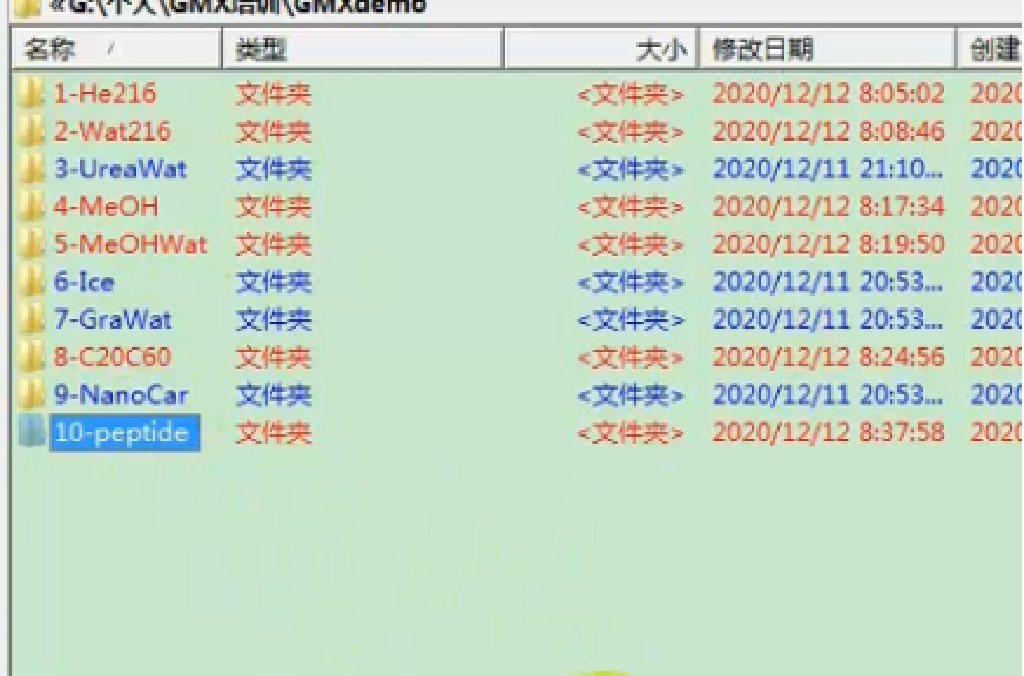 «G:\个人\GMX培训\GMXdemo
名称 / 类型 大小 修改日期 创建
1-He216 文件夹 <文件夹> 2020/12/12 8:05:02 2020
2-Wat216 文件夹 <文件夹> 2020/12/12 8:08:46 2020
3-UreaWat 文件夹 <文件夹> 2020/12/11 21:10... 2020
4-MeOH 文件夹 <文件夹> 2020/12/12 8:17:34 2020
5-MeOHWat 文件夹 <文件夹> 2020/12/12 8:19:50 2020
6-Ice 文件夹 <文件夹> 2020/12/11 20:53... 2020
7-GraWat 文件夹 <文件夹> 2020/12/11 20:53... 2020
8-C20C60 文件夹 <文件夹> 2020/12/12 8:24:56 2020
9-NanoCar 文件夹 <文件夹> 2020/12/11 20:53... 2020
10-peptide 文件夹 <文件夹> 2020/12/12 8:37:58 2020